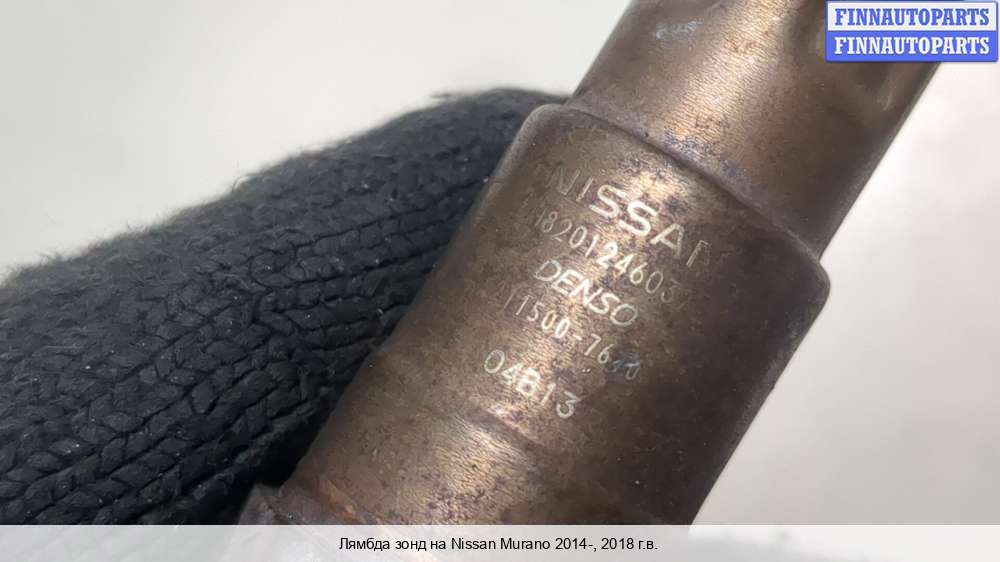 FINNAUTOPARTS
FINNAUTOPARTS
NISSAN
DENSO
04B13
Лямбда зонд на Nissan Murano 2014-, 2018 г.в.